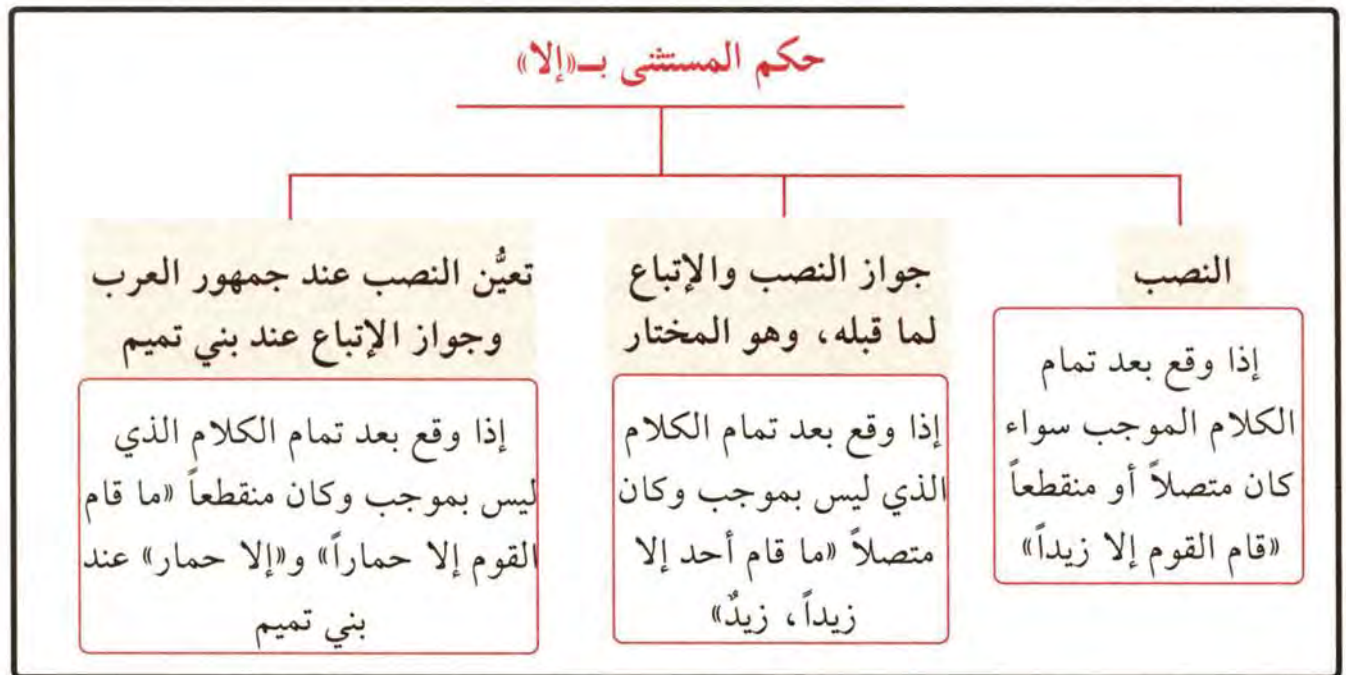 حكم المستثنى بـ«إلا»
النصب
إذا وقع بعد تمام
الكلام الموجب سواء
كان متصلاً أو منقطعاً
«قام القوم إلا زيداً»
جواز النصب والإتباع
لما قبله، وهو المختار
إذا وقع بعد تمام الكلام
الذي ليس بموجب وكان
متصلاً «ما قام أحد إلا
زيداً، زيدٌ»
تعيُّن النصب عند جمهور العرب
وجواز الإتباع عند بني تميم
إذا وقع بعد تمام الكلام الذي
ليس بموجب وكان منقطعاً «ما قام
القوم إلا حماراً» و«إلا حمار» عند
بني تميم